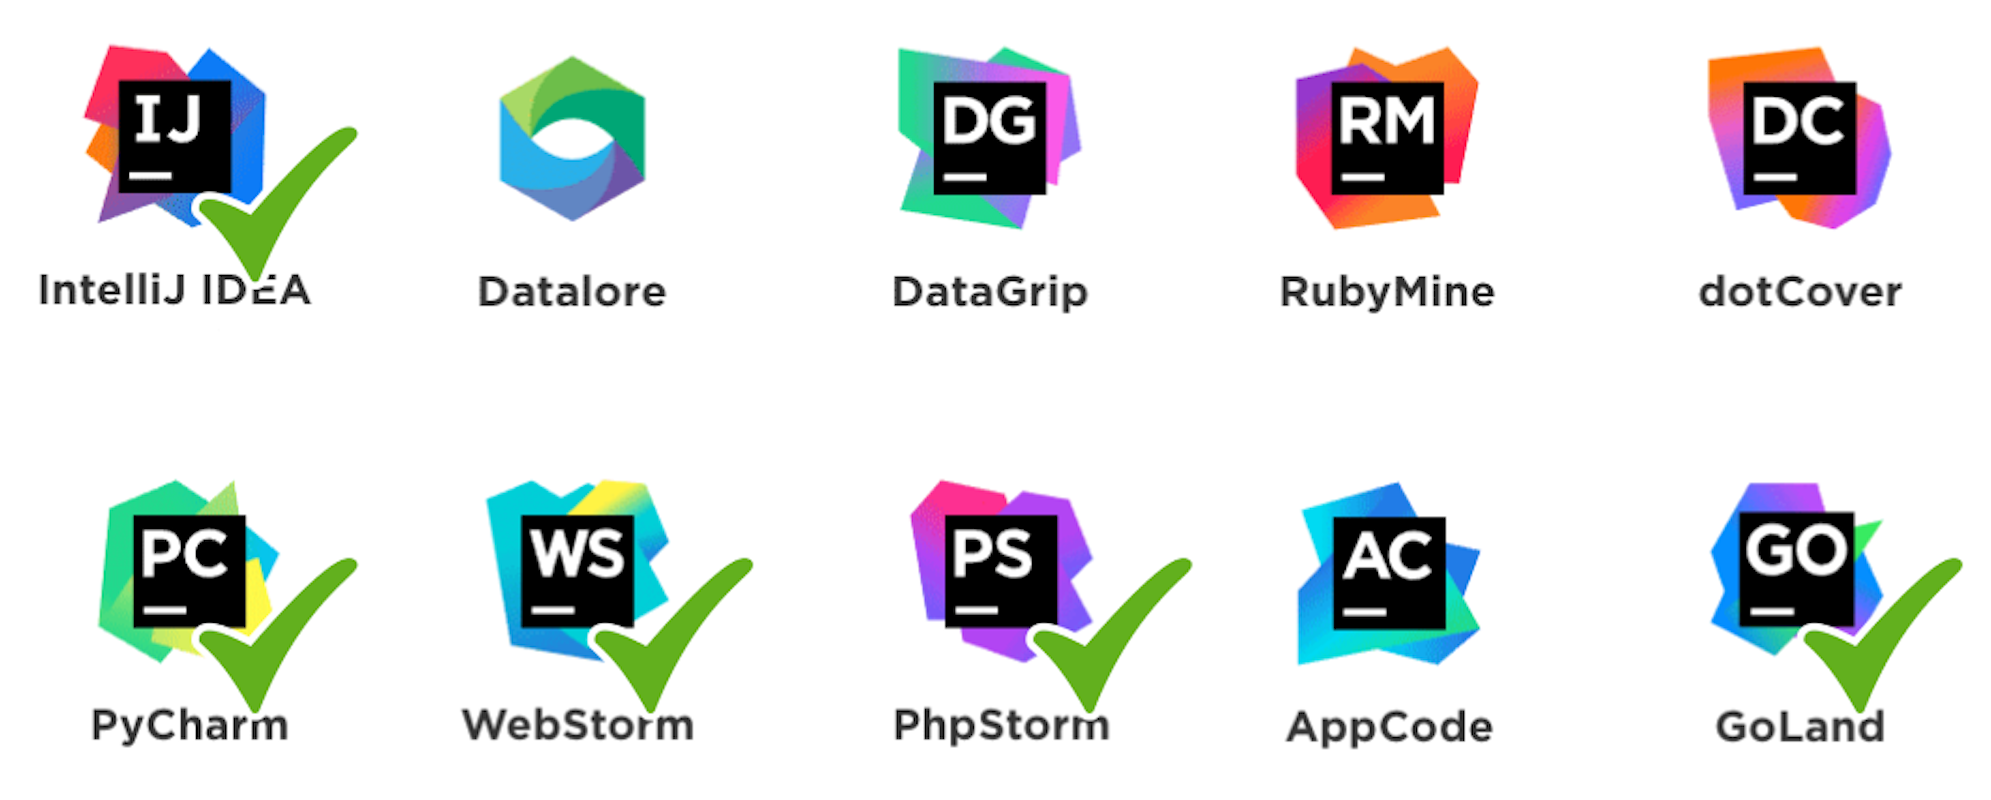 IJ
DG
RM
DC
IntelliJ IDEA
Datalore
DataGrip
RubyMine
dotCover
PC
WS
PS
AC
GO
PyCharm
WebStorm
PhpStorm
AppCode
GoLand